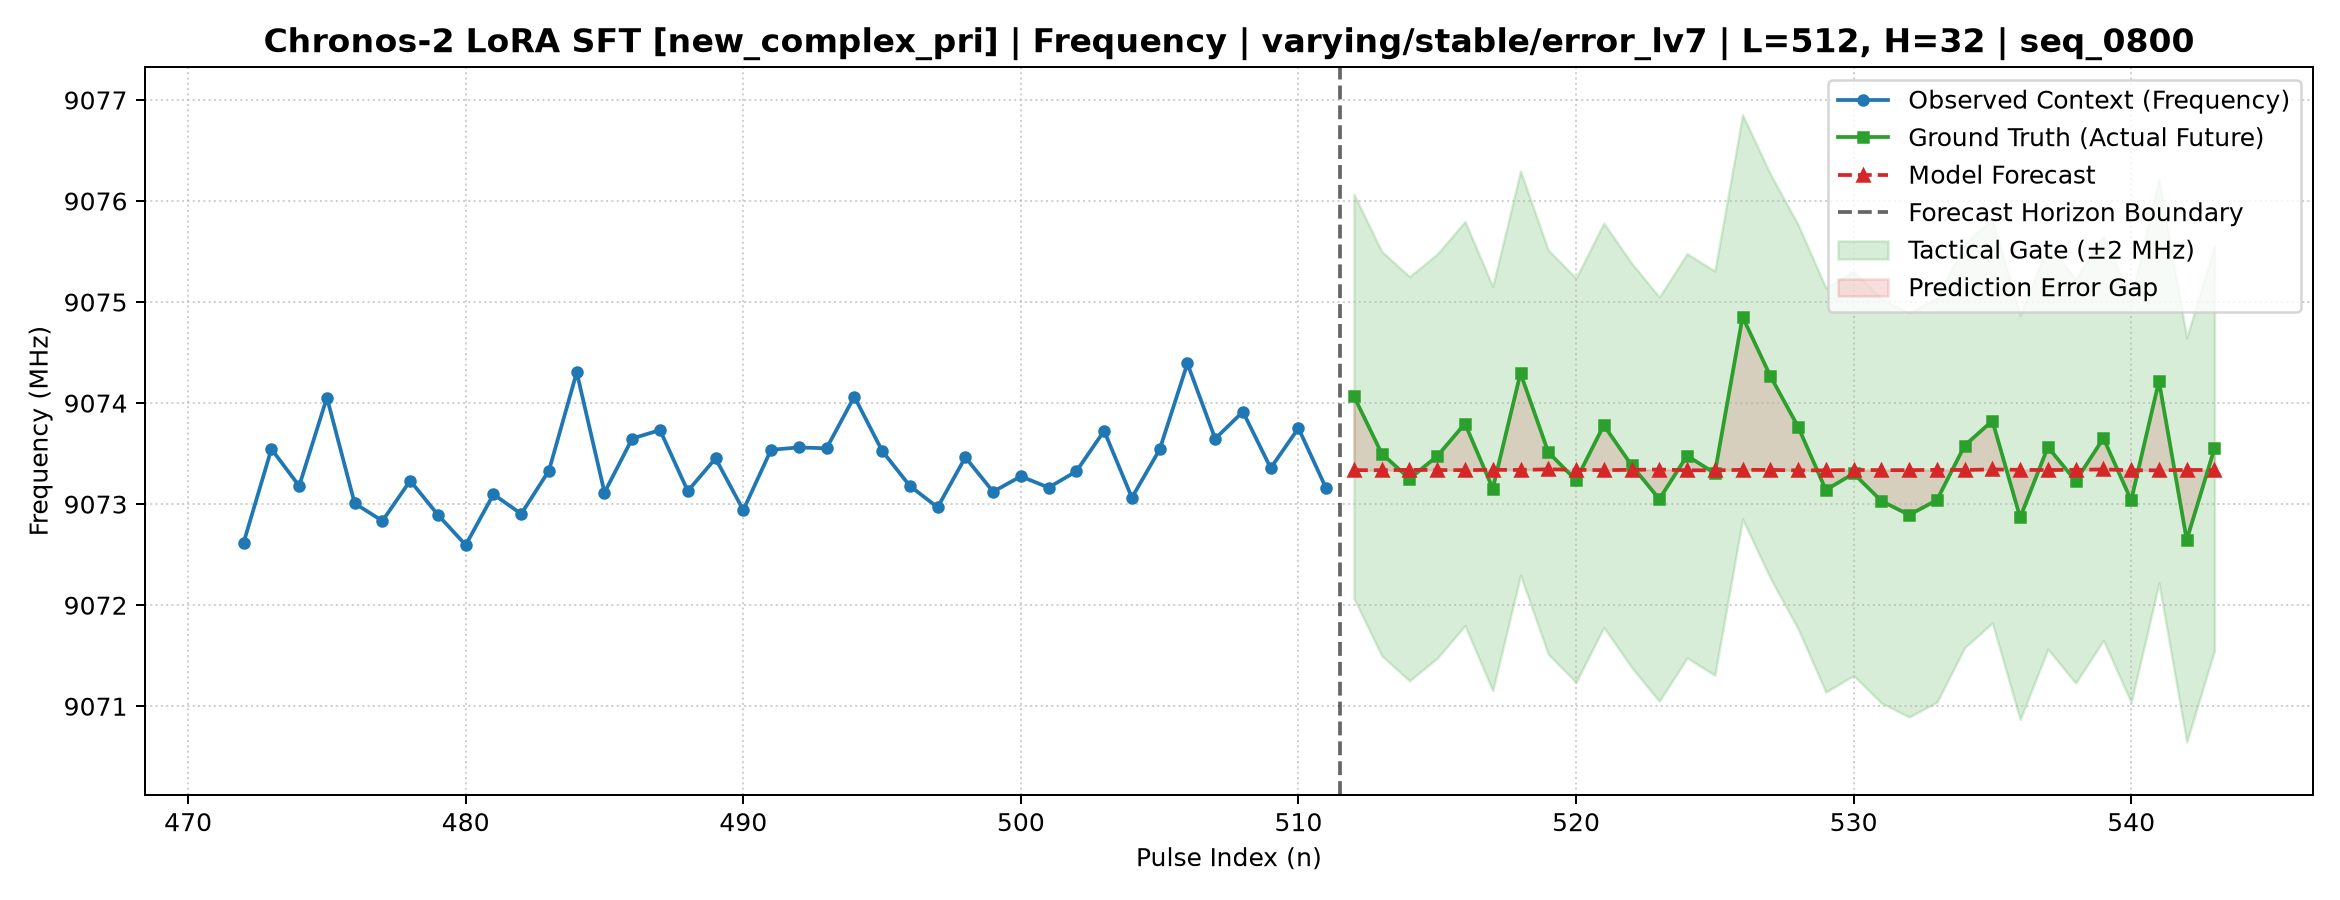 Chronos-2 LoRA SFT [new_complex_pri] | Frequency | varying/stable/error_lv7 | L=512, H=32 | seq_0800
Observed Context (Frequency)
Ground Truth (Actual Future)
Model Forecast
Forecast Horizon Boundary
Tactical Gate (±2 MHz)
Prediction Error Gap
Frequency (MHz)
9077
9076
9075
9074
9073
9072
9071
470 480 490 500 510 520 530 540
Pulse Index (n)